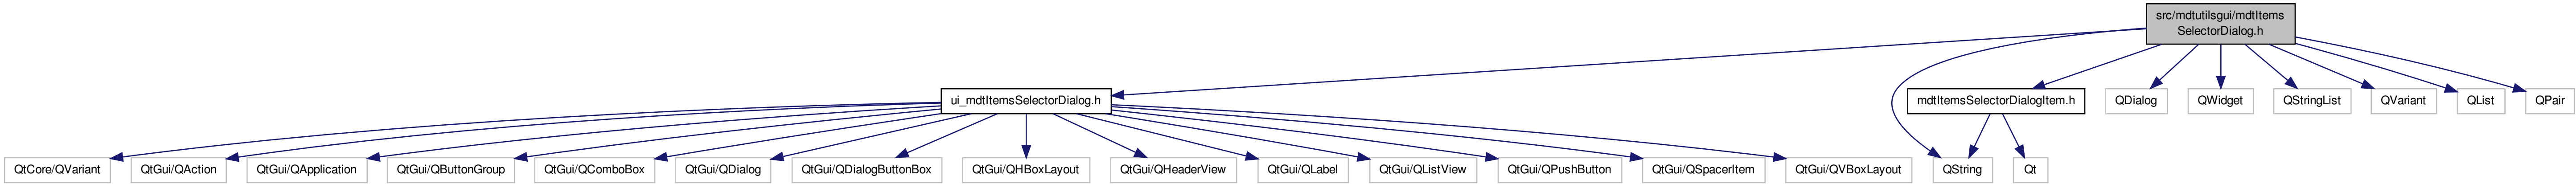 src/mdtutilsgui/mdtItems
SelectorDialog.h
ui_mdtItemsSelectorDialog.h
mdtItemsSelectorDialogItem.h
QDialog
QWidget
QStringList
QVariant
QList
QPair
QtCore/QVariant
QtGui/QAction
QtGui/QApplication
QtGui/QButtonGroup
QtGui/QComboBox
QtGui/QDialog
QtGui/QDialogButtonBox
QtGui/QHBoxLayout
QtGui/QHeaderView
QtGui/QLabel
QtGui/QListView
QtGui/QPushButton
QtGui/QSpacerItem
QtGui/QVBoxLayout
QString
Qt